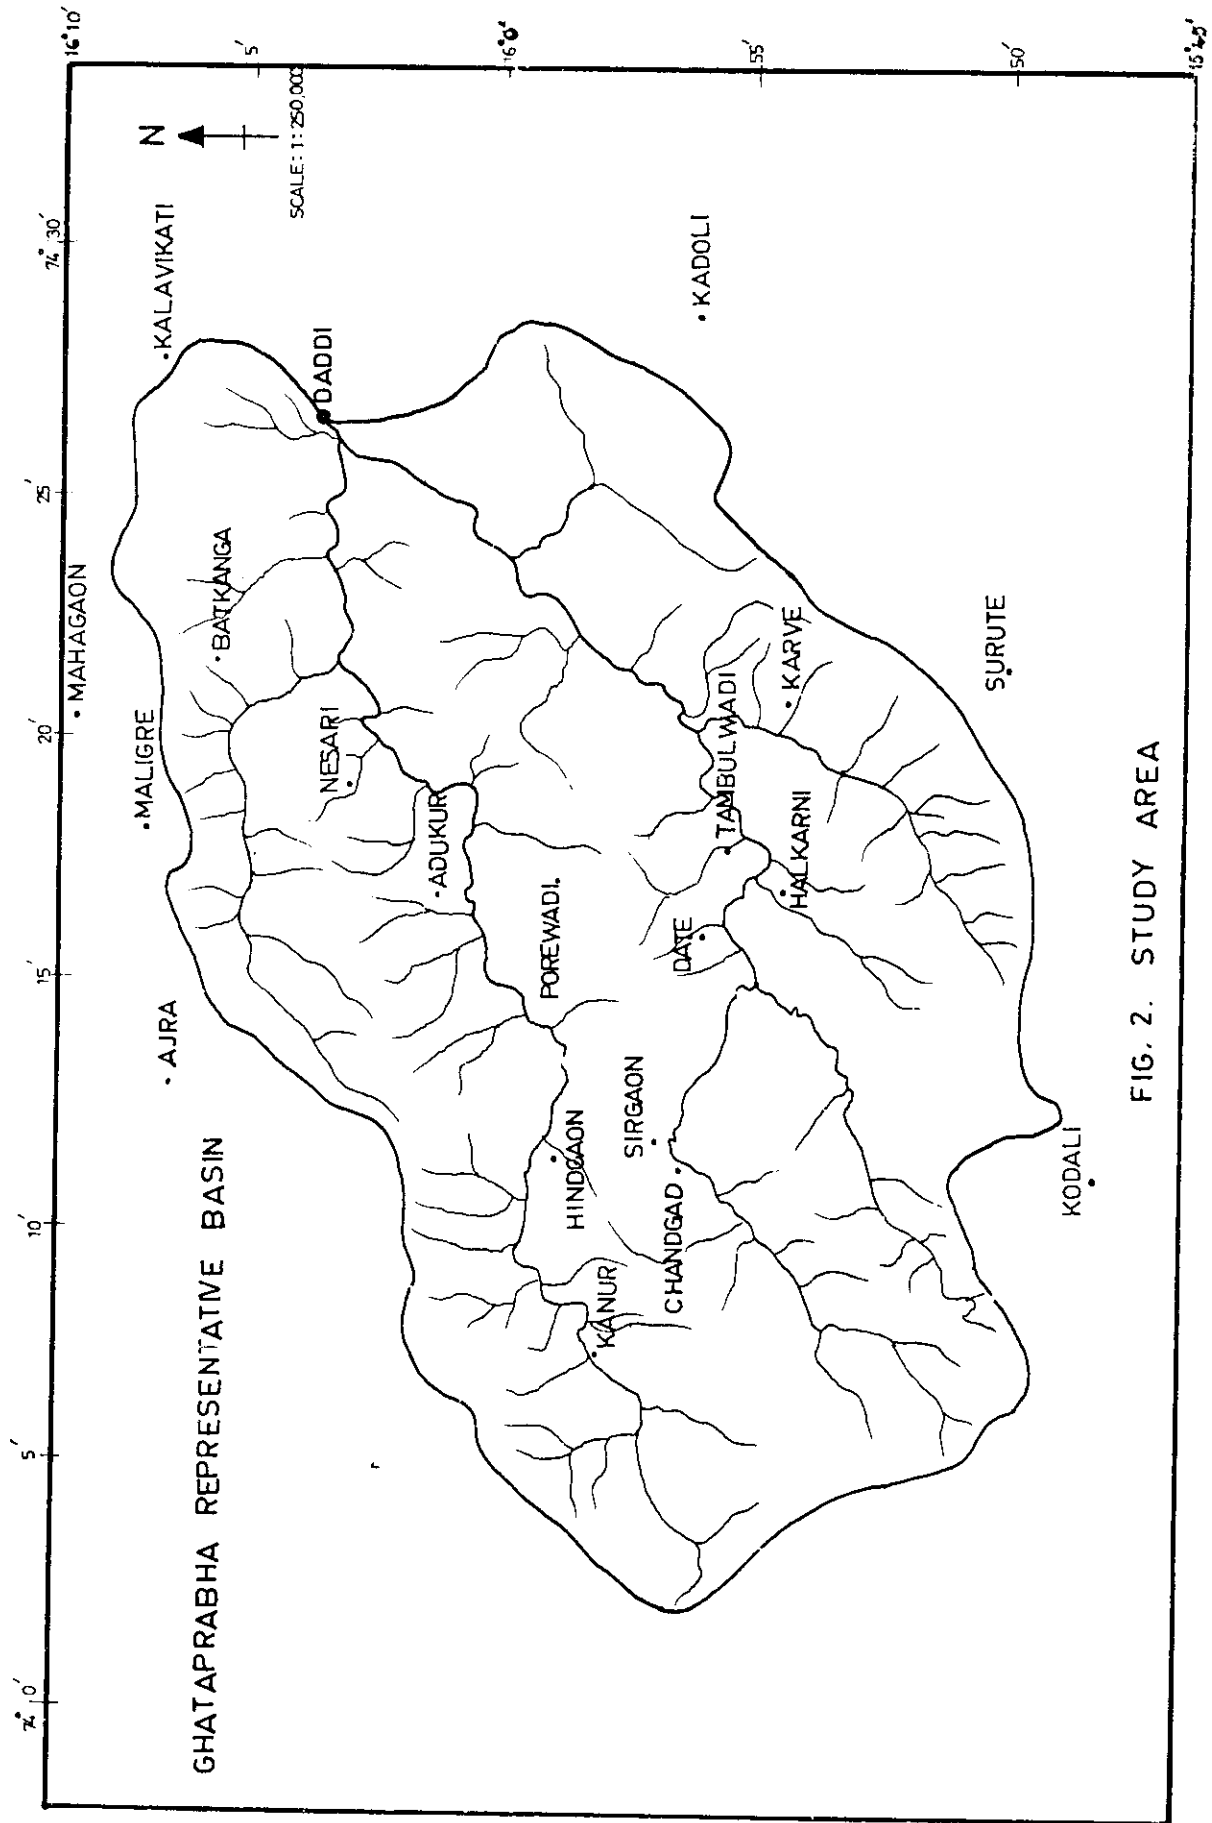 74° 0'
5'
10'
15'
20'
25'
74° 30'
16° 10'
5'
16° 0'
55'
50'
15° 45'
GHATAPRABHA REPRESENTATIVE BASIN
N
SCALE: 1: 250,000
MAHAGAON
KALAVIKATI
MALIGRE
AJRA
BATKANGA
DADDI
NESARI
ADUKUR
POREWADI
HINDGAON
KANUR
SIRGAON
CHANDGAD
DATE
TAMBULWADI
HALKARNI
KARVE
KADOLI
SURUTE
KODALI
FIG. 2. STUDY AREA